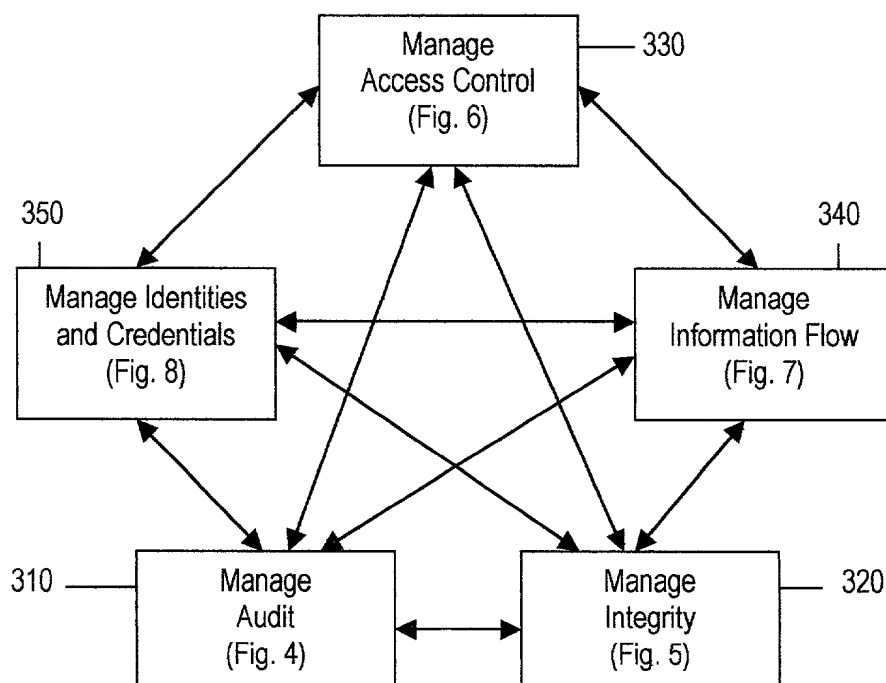 Manage
Access Control
(Fig. 6)
330
350
340
Manage Identities
and Credentials
(Fig. 8)
Manage
Information Flow
(Fig. 7)
310
Manage
Audit
(Fig. 4)
Manage
Integrity
(Fig. 5)
320